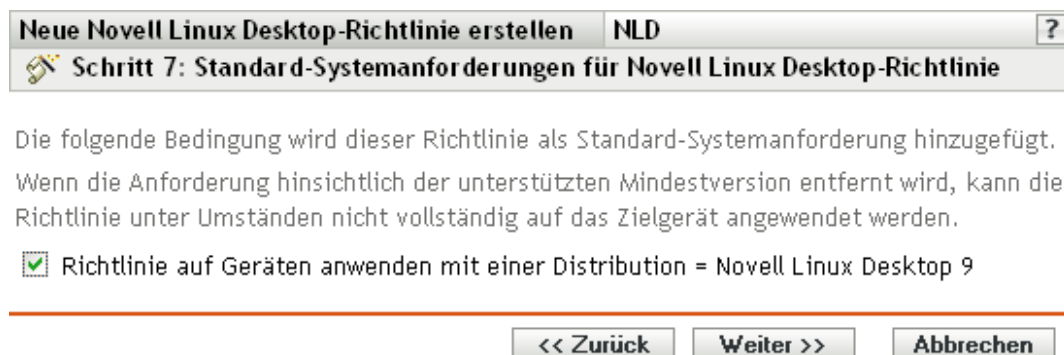 Neue Novell Linux Desktop-Richtlinie erstellen NLD ?
Schritt 7: Standard-Systemanforderungen für Novell Linux Desktop-Richtlinie
Die folgende Bedingung wird dieser Richtlinie als Standard-Systemanforderung hinzugefügt.
Wenn die Anforderung hinsichtlich der unterstützten Mindestversion entfernt wird, kann die
Richtlinie unter Umständen nicht vollständig auf das Zielgerät angewendet werden.
Richtlinie auf Geräten anwenden mit einer Distribution = Novell Linux Desktop 9
<< Zurück Weiter >> Abbrechen